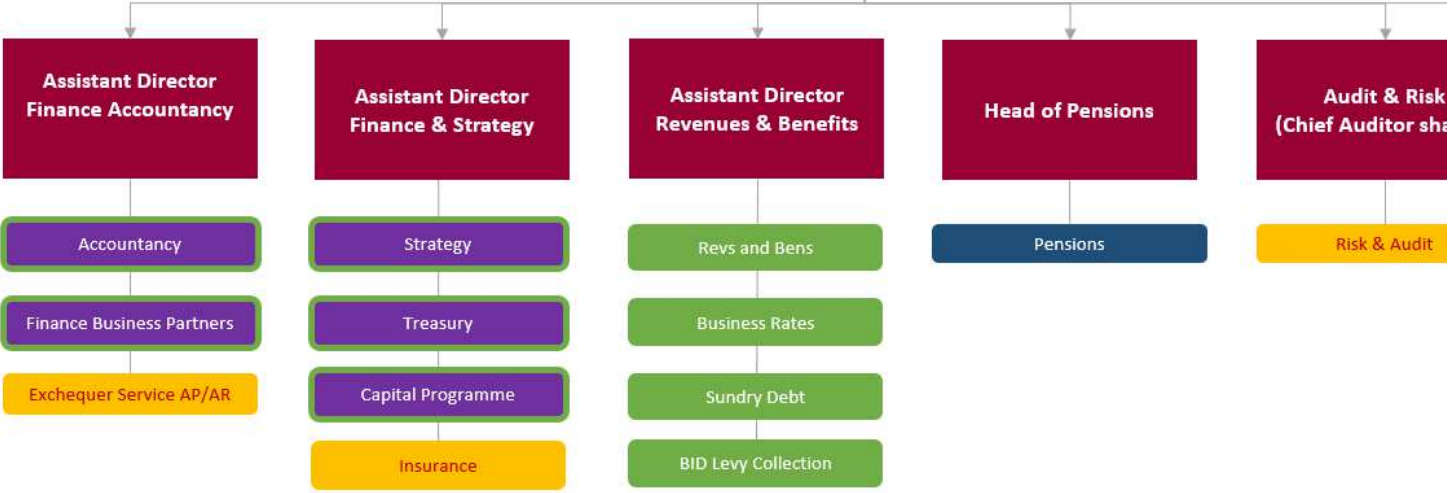 Assistant Director
Finance Accountancy
Assistant Director
Finance & Strategy
Assistant Director
Revenues & Benefits
Head of Pensions
Audit & Risk
(Chief Auditor
Accountancy
Finance Business Partners
Exchequer Service AP/AR
Strategy
Treasury
Capital Programme
Insurance
Revs and Bens
Business Rates
Sundry Debt
BID Levy Collection
Pensions
Risk & Audit